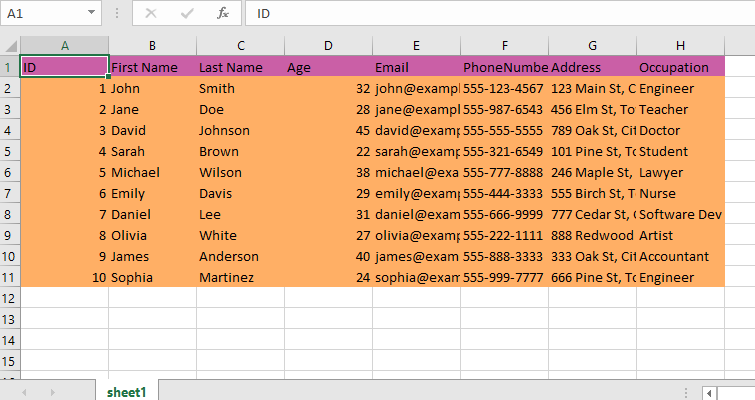 A1 fx ID
A B C D E F G H
1 ID First Name Last Name Age Email PhoneNumbe Address Occupation
2 1 John Smith 32 john@exampl 555-123-4567 123 Main St, C Engineer
3 2 Jane Doe 28 jane@exampl 555-987-6543 456 Elm St, To Teacher
4 3 David Johnson 45 david@exam 555-555-5555 789 Oak St, Cit Doctor
5 4 Sarah Brown 22 sarah@exam 555-321-6549 101 Pine St, To Student
6 5 Michael Wilson 38 michael@exa 555-777-8888 246 Maple St, Lawyer
7 6 Emily Davis 29 emily@exam 555-444-3333 555 Birch St, T Nurse
8 7 Daniel Lee 31 daniel@exam 555-666-9999 777 Cedar St, Software Dev
9 8 Olivia White 27 olivia@exam 555-222-1111 888 Redwood Artist
10 9 James Anderson 40 james@exam 555-888-3333 333 Oak St, Cit Accountant
11 10 Sophia Martinez 24 sophia@exam 555-999-7777 666 Pine St, To Engineer
12
13
14
15
sheet1